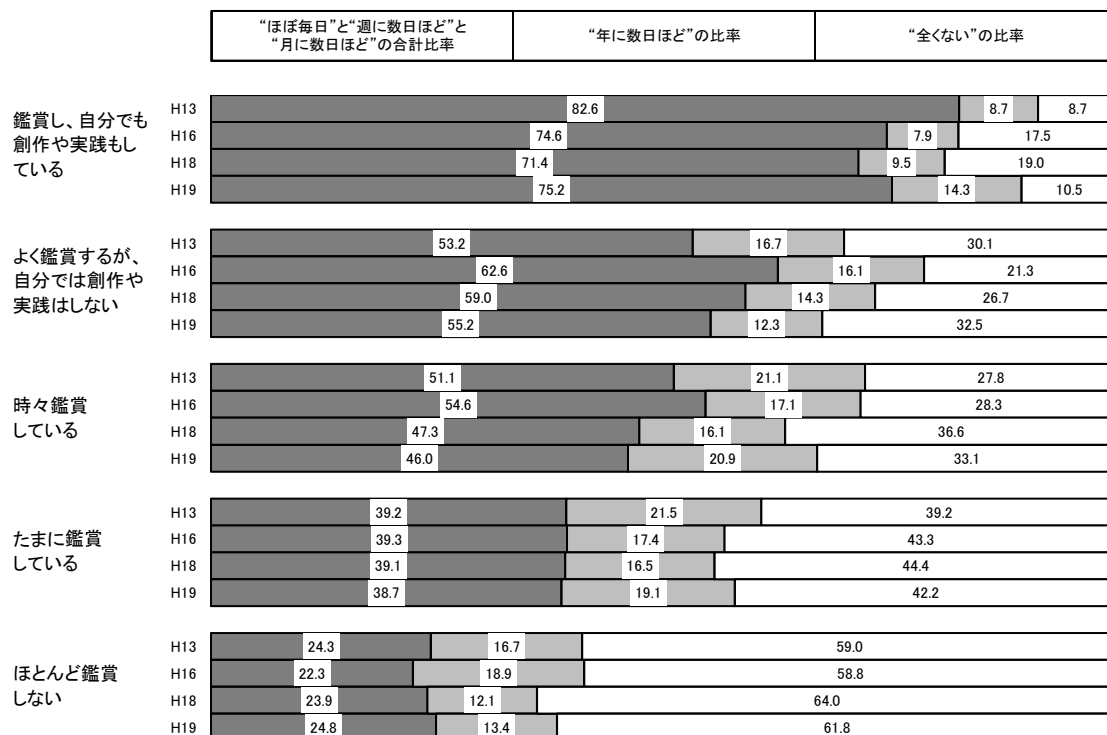 “ほぼ毎日”と“週に数日ほど”と
“月に数日ほど”の合計比率
“年に数日ほど”の比率
“全くない”の比率
鑑賞し、自分でも
創作や実践もし
ている
H13 82.6 8.7 8.7
H16 74.6 7.9 17.5
H18 71.4 9.5 19.0
H19 75.2 14.3 10.5
よく鑑賞するが、
自分では創作や
実践はしない
H13 53.2 16.7 30.1
H16 62.6 16.1 21.3
H18 59.0 14.3 26.7
H19 55.2 12.3 32.5
時々鑑賞
している
H13 51.1 21.1 27.8
H16 54.6 17.1 28.3
H18 47.3 16.1 36.6
H19 46.0 20.9 33.1
たまに鑑賞
している
H13 39.2 21.5 39.2
H16 39.3 17.4 43.3
H18 39.1 16.5 44.4
H19 38.7 19.1 42.2
ほとんど鑑賞
しない
H13 24.3 16.7 59.0
H16 22.3 18.9 58.8
H18 23.9 12.1 64.0
H19 24.8 13.4 61.8